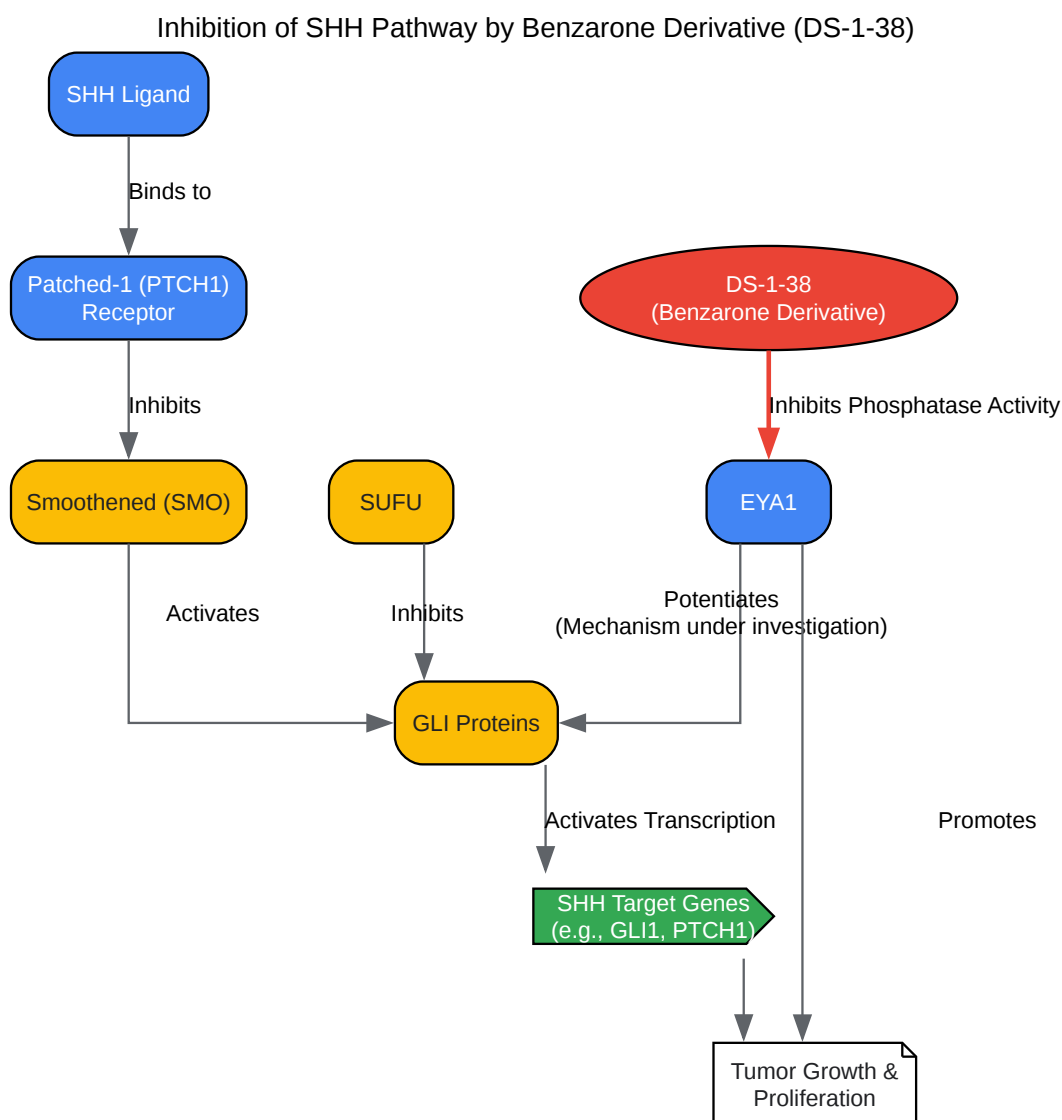 Inhibition of SHH Pathway by Benzarone Derivative (DS-1-38)
SHH Ligand
Binds to
Patched-1 (PTCH1)
Receptor
DS-1-38
(Benzarone Derivative)
Inhibits
Inhibits Phosphatase Activity
Smoothened (SMO)
SUFU
EYA1
Activates
Inhibits
Potentiates
(Mechanism under investigation)
GLI Proteins
Activates Transcription
Promotes
SHH Target Genes
(e.g., GLI1, PTCH1)
Tumor Growth &
Proliferation